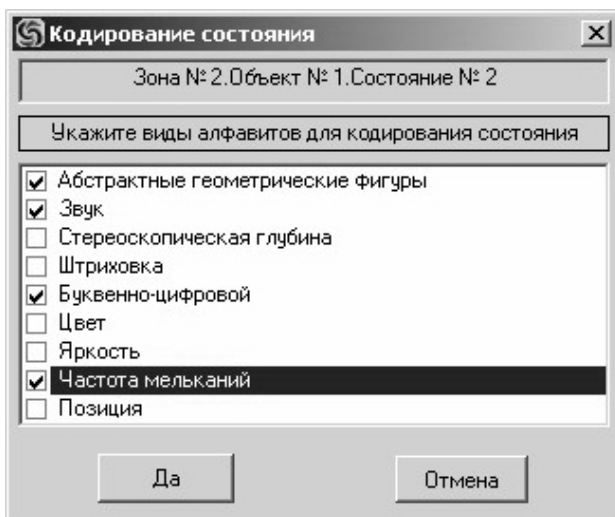 Кодирование состояния
Зона № 2.Объект № 1.Состояние № 2
Укажите виды алфавитов для кодирования состояния
Абстрактные геометрические фигуры
Звук
Стереоскопическая глубина
Штриховка
Буквенно-цифровой
Цвет
Яркость
Частота мельканий
Позиция
Да Отмена